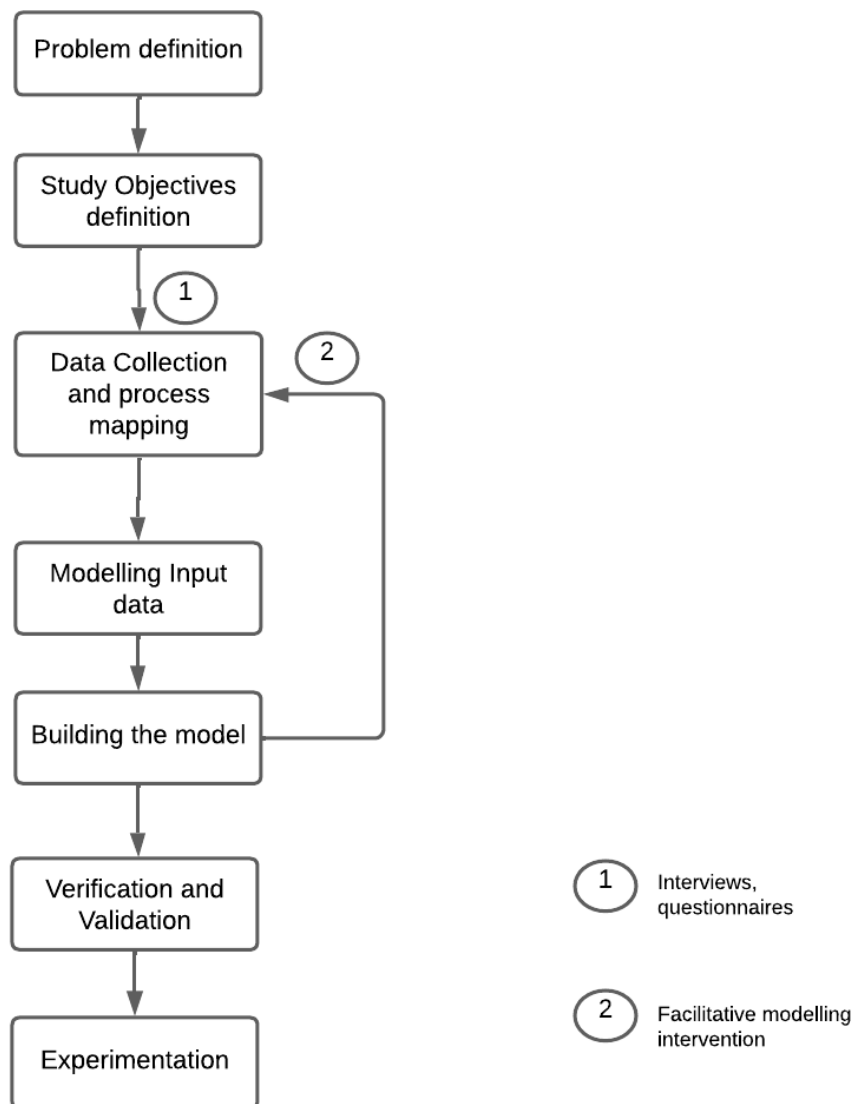 Problem definition
Study Objectives
definition
1
Data Collection
and process
mapping
2
Modelling Input
data
Building the model
Verification and
Validation
Experimentation
1
Interviews,
questionnaires
2
Facilitative modelling
intervention